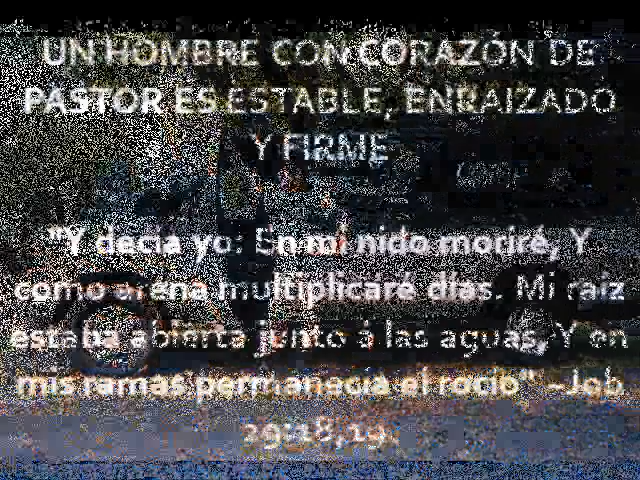 UN HOMBRE CON CORAZÓN DE
PASTOR ES ESTABLE, ENRAIZADO
Y FIRME
"Y decía yo: En mi nido moriré, Y
como arena multiplicaré días. Mi raíz
estaba abierta junto á las aguas, Y en
mis ramas permanecía el rocío" - Job
29:18,19.